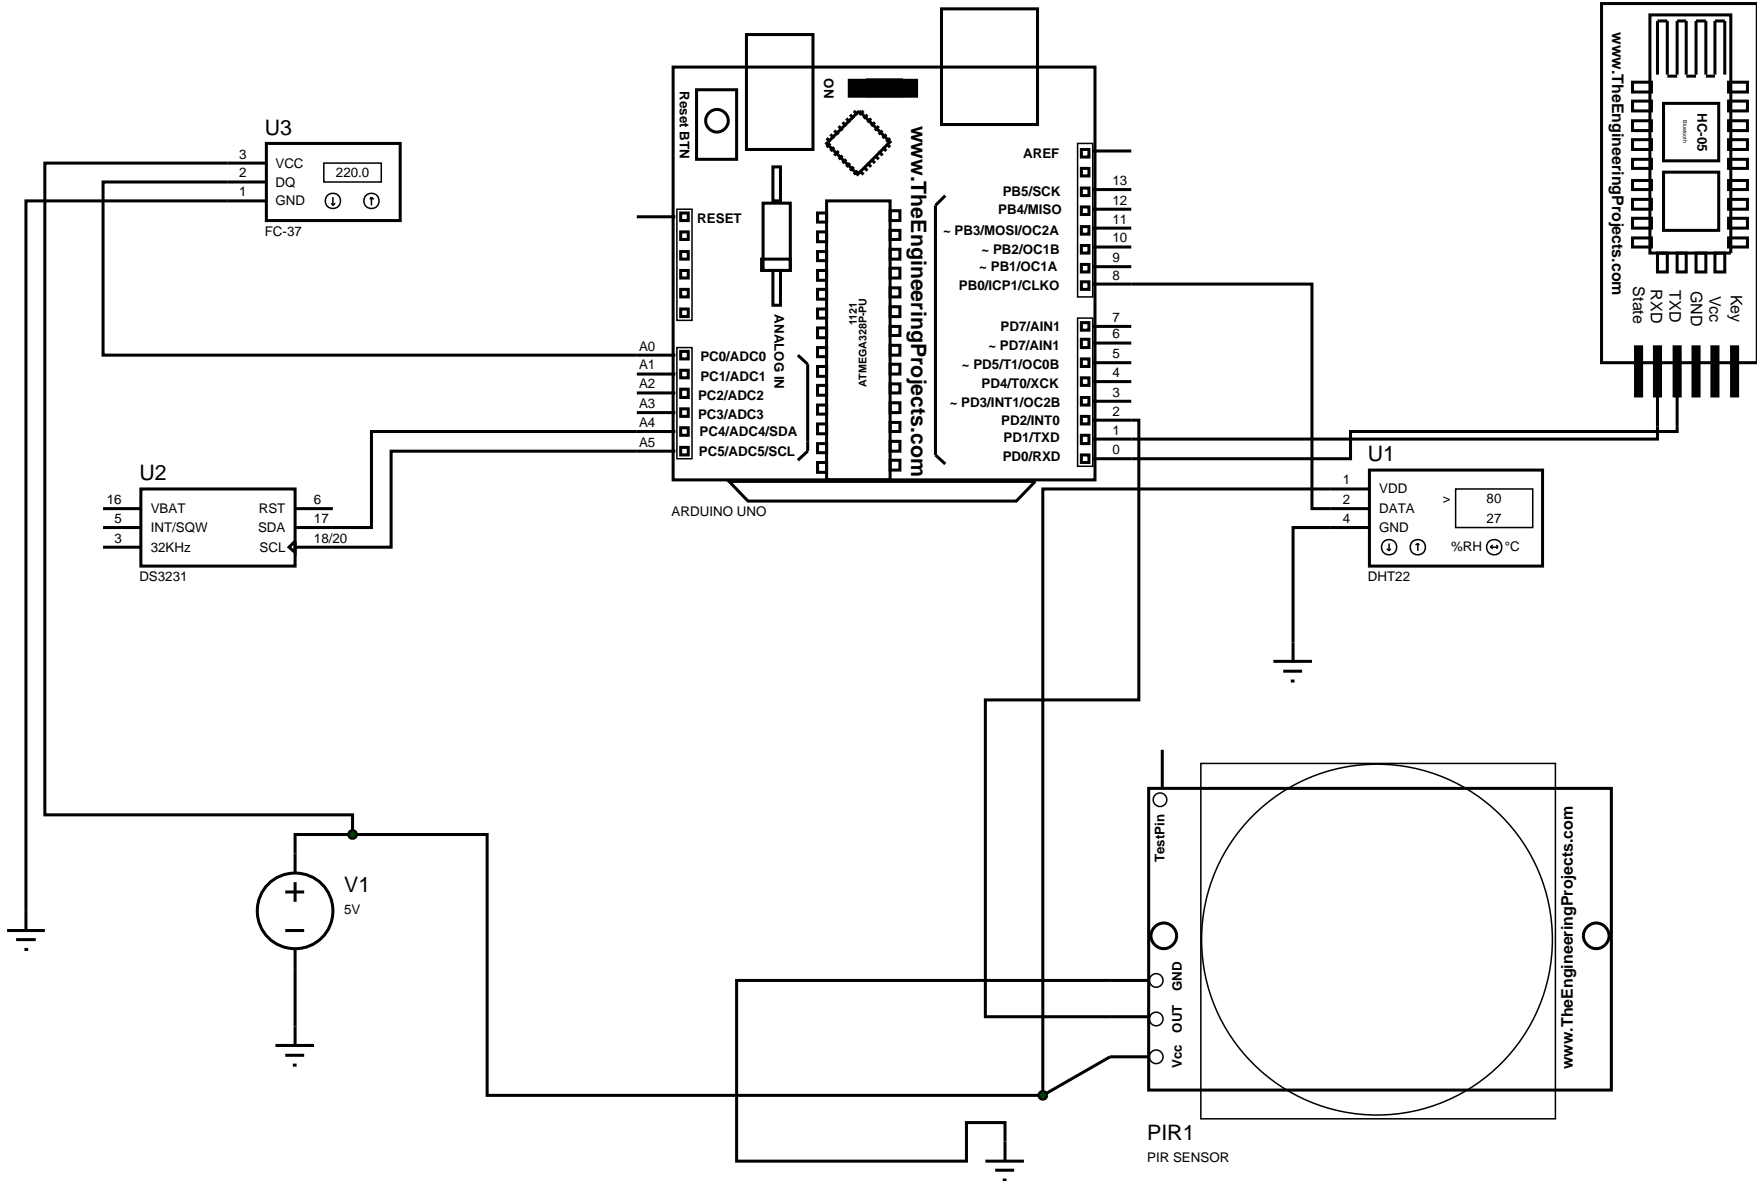 U3
3 VCC
2 DQ
1 GND
220.0
FC-37
Reset BTN
ON
www.TheEngineeringProjects.com
RESET
ANALOG IN
1121
ATMEGA328P-PU
A0 PC0/ADC0
A1 PC1/ADC1
A2 PC2/ADC2
A3 PC3/ADC3
A4 PC4/ADC4/SDA
A5 PC5/ADC5/SCL
AREF
PB5/SCK 13
PB4/MISO 12
~ PB3/MOSI/OC2A 11
~ PB2/OC1B 10
~ PB1/OC1A 9
PB0/ICP1/CLKO 8
PD7/AIN1 7
~ PD7/AIN1 6
~ PD5/T1/OC0B 5
PD4/T0/XCK 4
~ PD3/INT1/OC2B 3
PD2/INT0 2
PD1/TXD 1
PD0/RXD 0
ARDUINO UNO
www.TheEngineeringProjects.com
HC-05
Bluetooth
State
RXD
TXD
GND
Vcc
Key
U2
16 VBAT RST 6
5 INT/SQW SDA 17
3 32KHz SCL 18/20
DS3231
U1
1 VDD
2 DATA
4 GND
> 80
27
%RH °C
DHT22
V1
5V
TestPin
GND
OUT
Vcc
www.TheEngineeringProjects.com
PIR1
PIR SENSOR